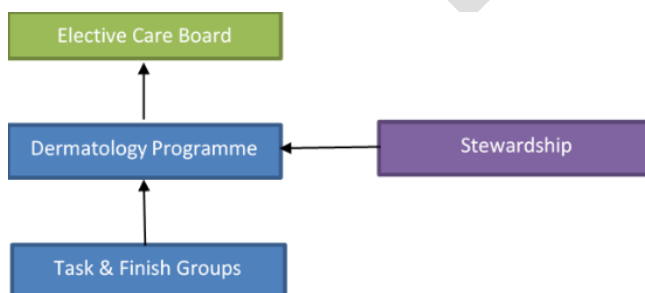 Elective Care Board
Dermatology Programme
Stewardship
Task & Finish Groups